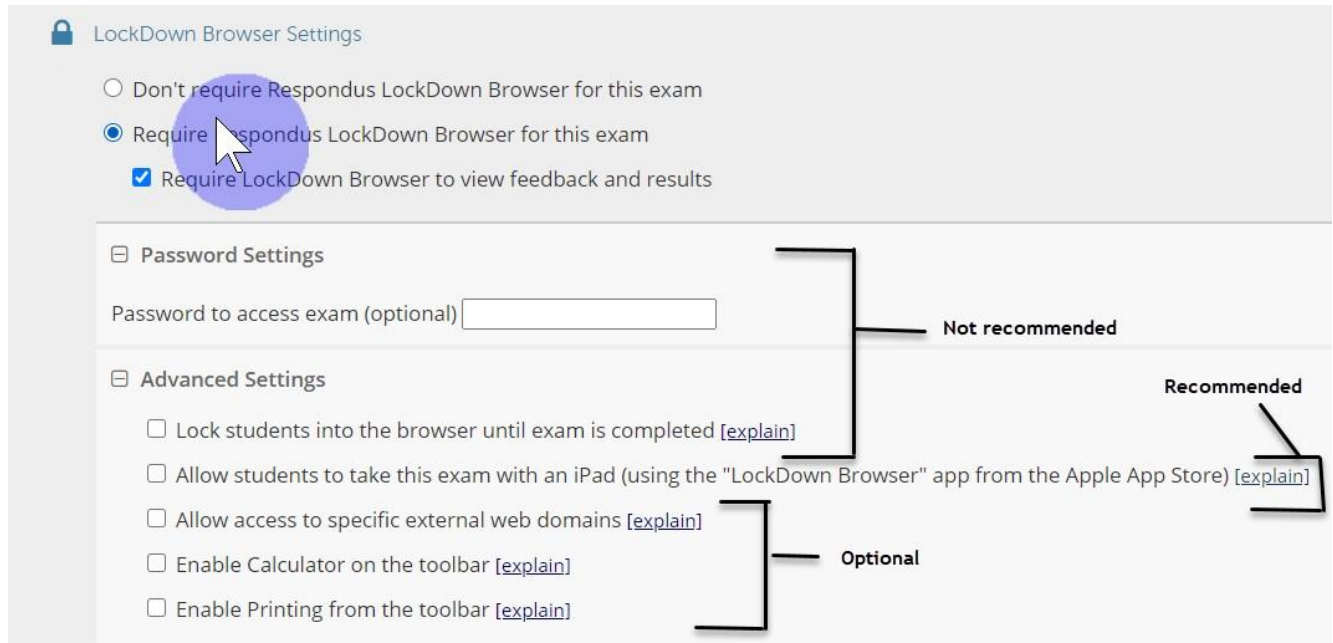 LockDown Browser Settings
Don't require Respondus LockDown Browser for this exam
Require Respondus LockDown Browser for this exam
Require LockDown Browser to view feedback and results
Password Settings
Password to access exam (optional)
Not recommended
Advanced Settings
Recommended
Lock students into the browser until exam is completed [explain]
Allow students to take this exam with an iPad (using the "LockDown Browser" app from the Apple App Store) [explain]
Allow access to specific external web domains [explain]
Enable Calculator on the toolbar [explain]
Optional
Enable Printing from the toolbar [explain]